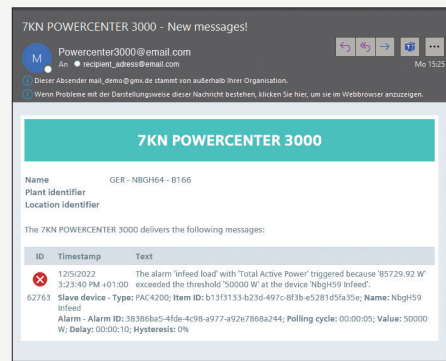 7KN POWERCENTER 3000 - New messages!
M
Powercenter3000@email.com
An recipient_adress@email.com
Mo 15:25
Dieser Absender mail_demo@gmx.de stammt von außerhalb Ihrer Organisation.
Wenn Probleme mit der Darstellungsweise dieser Nachricht bestehen, klicken Sie hier, um sie im Webbrowser anzuzeigen.
7KN POWERCENTER 3000
Name GER - NBGH64 - B166
Plant identifier
Location identifier
The 7KN POWERCENTER 3000 delivers the following messages:
ID Timestamp Text
12/5/2022 The alarm 'infeed load' with 'Total Active Power' triggered because '85729.92 W'
3:23:40 PM +01:00 exceeded the threshold '50000 W' at the device 'NbgH59 Infeed'.
62763 Slave device - Type: PAC4200; Item ID: b13f3133-b23d-497c-8f3b-e5281d5fa35e; Name: NbgH59
Infeed
Alarm - Alarm ID: 38386ba5-4fde-4c98-a977-a92e7868a244; Polling cycle: 00:00:05; Value: 50000
W; Delay: 00:00:10; Hysteresis: 0%